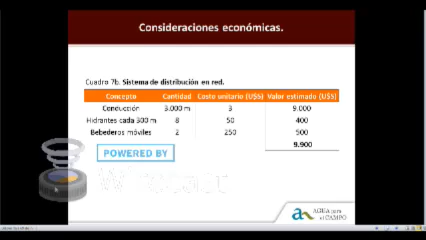 Consideraciones económicas.
Cuadro 7b. Sistema de distribución en red.
Concepto Cantidad Costo unitario (U$S) Valor estimado (U$S)
Conducción 3.000 m 3 9.000
Hidrantes cada 300 m 8 50 400
Bebederos móviles 2 250 500
9.900
POWERED BY
a AGUA para
el CAMPO